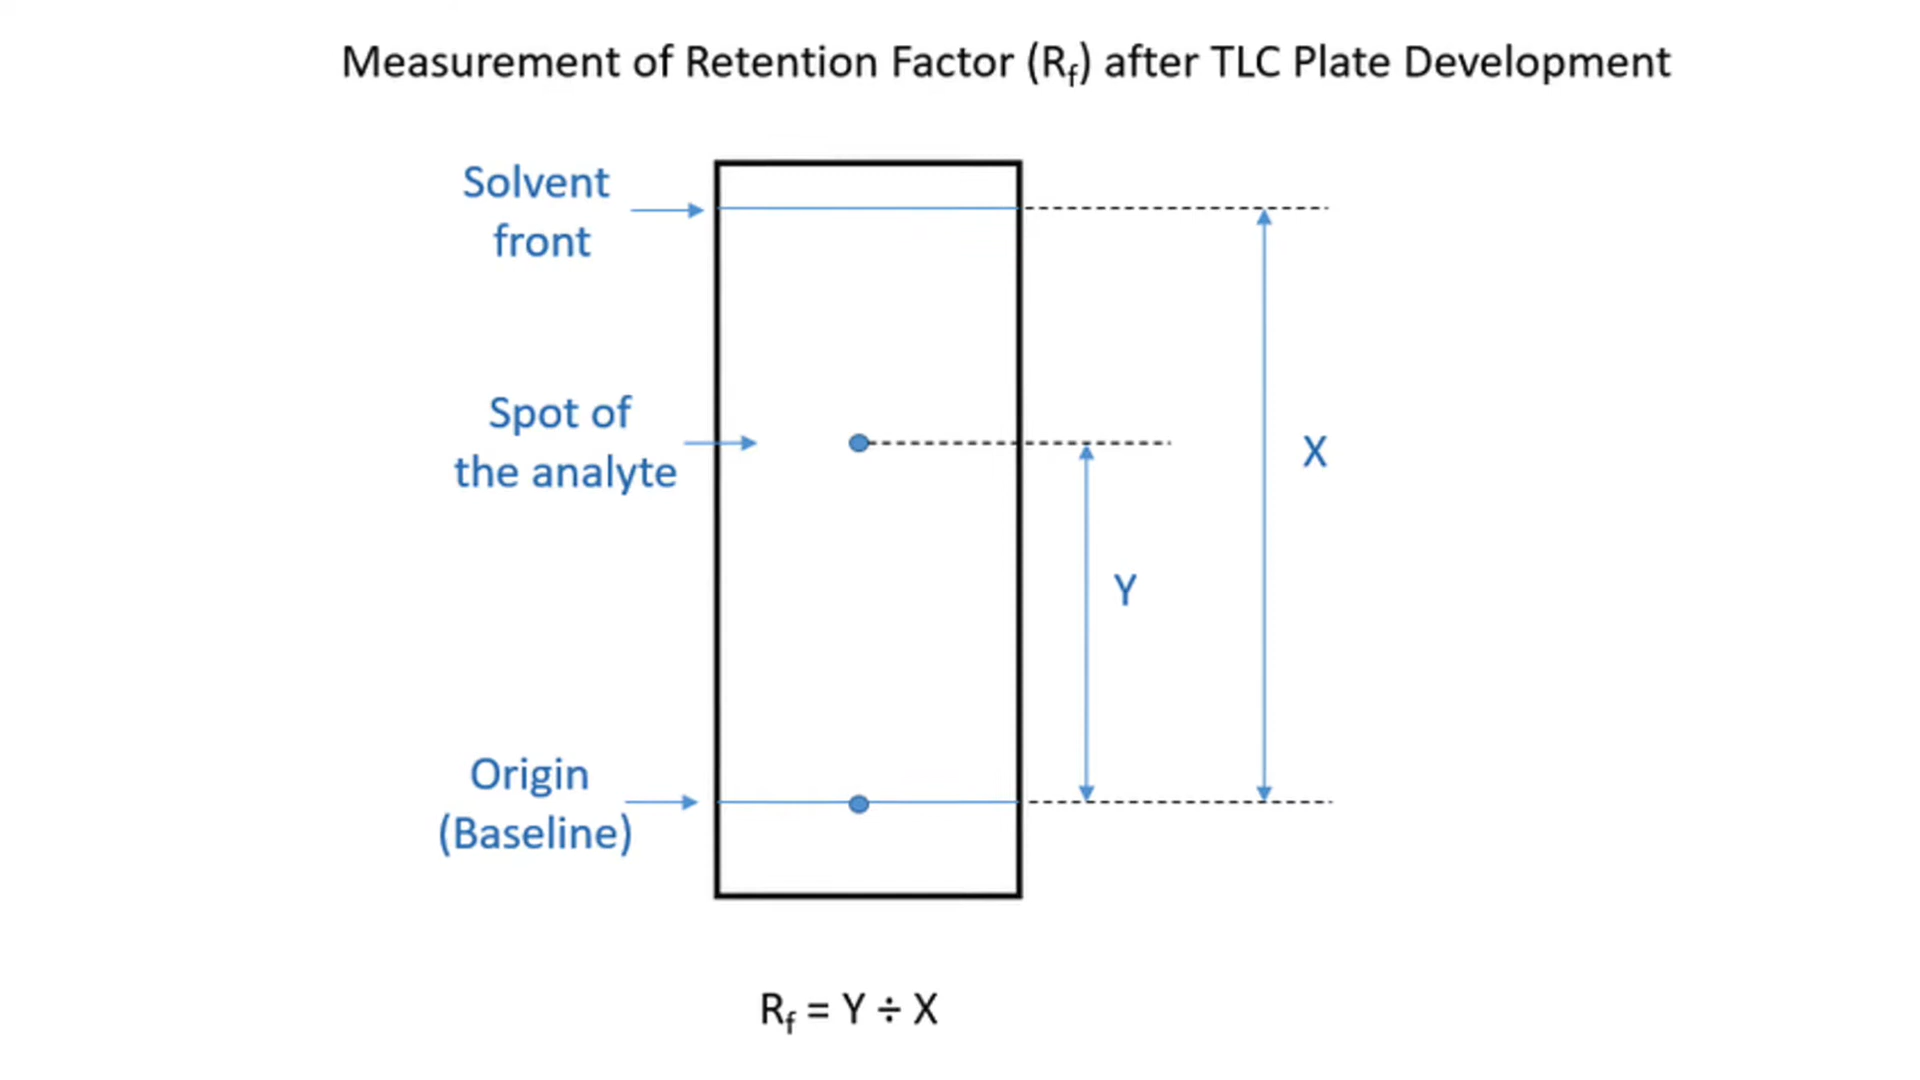 Measurement of Retention Factor (Rf) after TLC Plate Development
Solvent
front
Spot of
the analyte
X
Y
Origin
(Baseline)
Rf = Y ÷ X